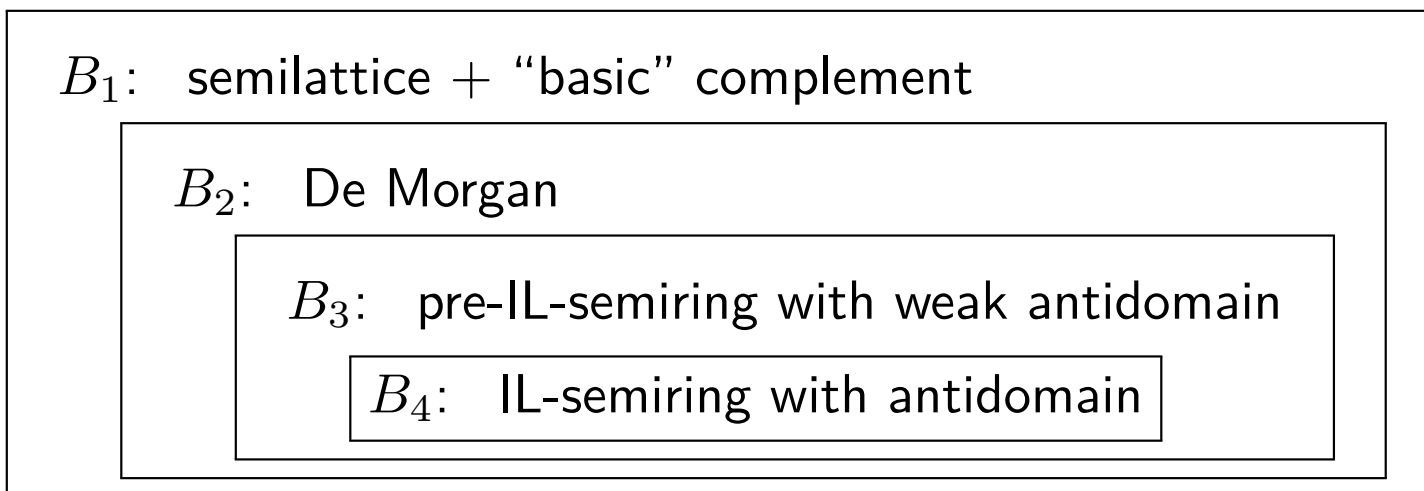 B₁: semilattice + “basic” complement
B₂: De Morgan
B₃: pre-IL-semiring with weak antidomain
B₄: IL-semiring with antidomain